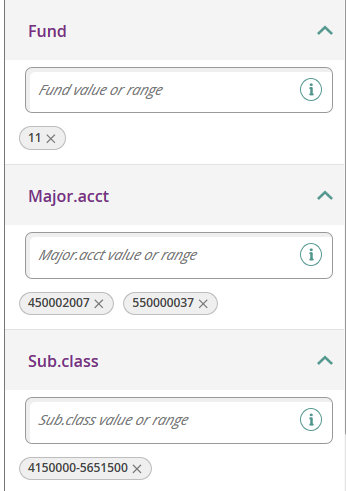 Fund
Fund value or range
11
Major.acct
Major.acct value or range
450002007 550000037
Sub.class
Sub.class value or range
4150000-5651500